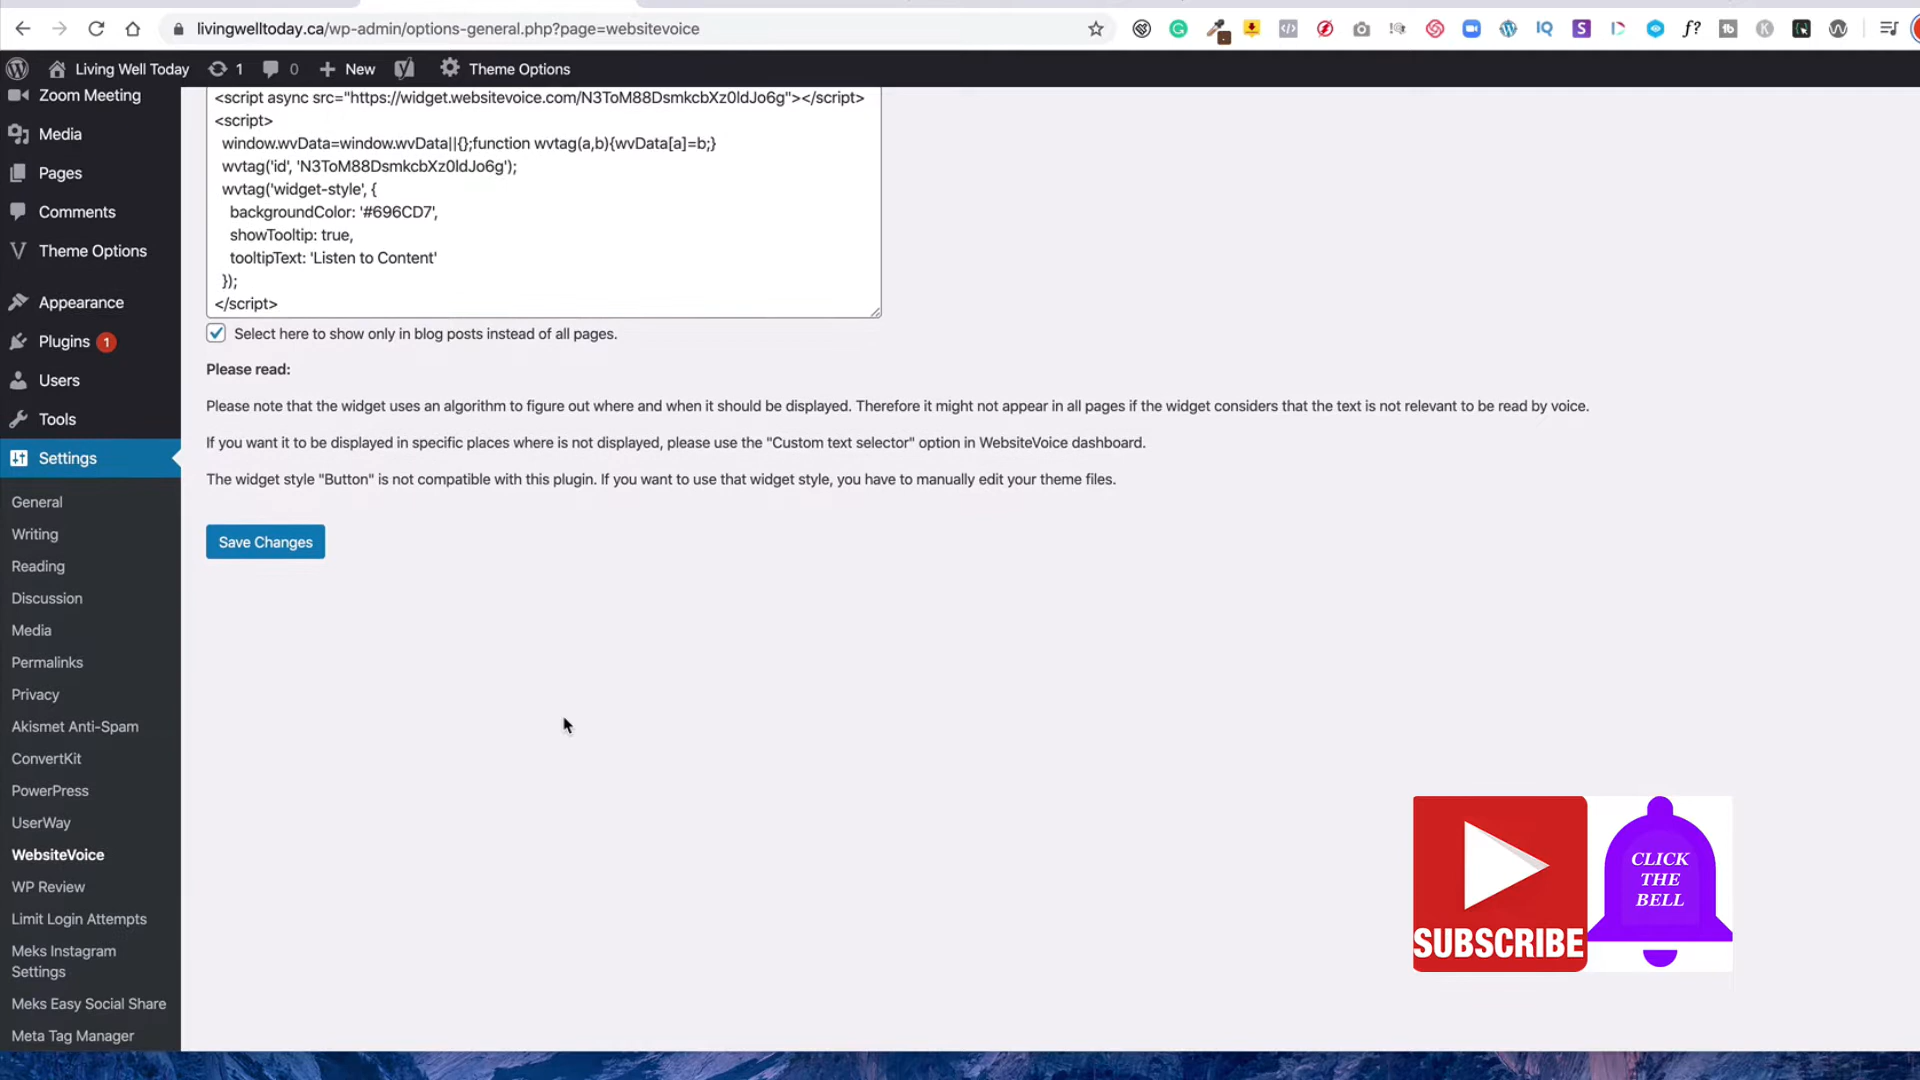 livingwelltoday.ca/wp-admin/options-general.php?page=websitevoice
Living Well Today
1
0
New
Theme Options
Zoom Meeting
Media
Pages
Comments
Theme Options
Appearance
Plugins 1
Users
Tools
Settings
General
Writing
Reading
Discussion
Media
Permalinks
Privacy
Akismet Anti-Spam
ConvertKit
PowerPress
UserWay
WebsiteVoice
WP Review
Limit Login Attempts
Meks Instagram
Settings
Meks Easy Social Share
Meta Tag Manager
<script async src="https://widget.websitevoice.com/N3ToM88DsmkcbXz0ldJo6g"></script>
<script>
window.wvData=window.wvData||{};function wvtag(a,b){wvData[a]=b;}
wvtag('id', 'N3ToM88DsmkcbXz0ldJo6g');
wvtag('widget-style', {
backgroundColor: '#696CD7',
showTooltip: true,
tooltipText: 'Listen to Content'
});
</script>
Select here to show only in blog posts instead of all pages.
Please read:
Please note that the widget uses an algorithm to figure out where and when it should be displayed. Therefore it might not appear in all pages if the widget considers that the text is not relevant to be read by voice.
If you want it to be displayed in specific places where is not displayed, please use the "Custom text selector" option in WebsiteVoice dashboard.
The widget style "Button" is not compatible with this plugin. If you want to use that widget style, you have to manually edit your theme files.
Save Changes
SUBSCRIBE
CLICK
THE
BELL